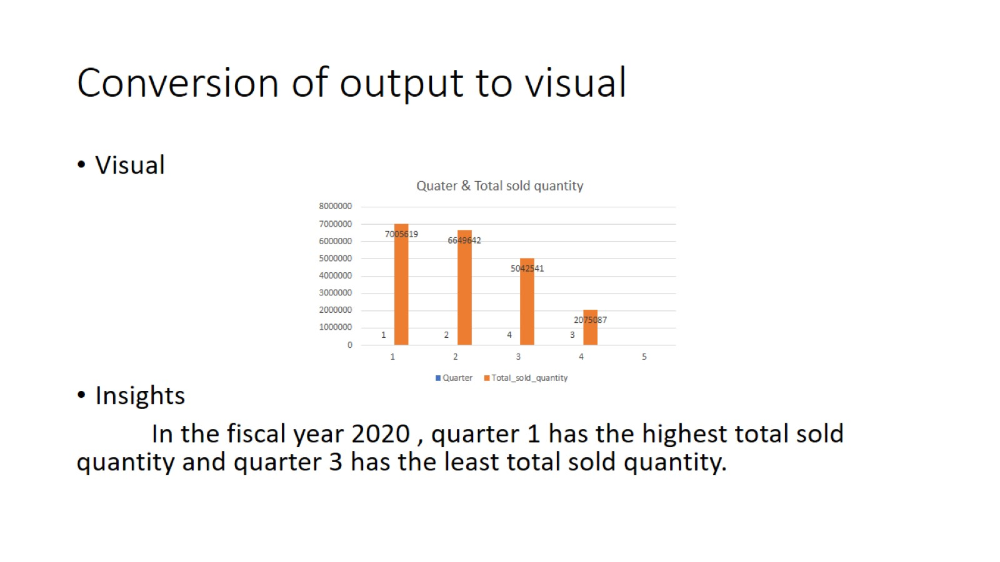 Conversion of output to visual
• Visual
Quater & Total sold quantity
8000000
7000000
6000000
5000000
4000000
3000000
2000000
1000000
0
7005619
6649642
5042541
2075087
1 2 4 3
1 2 3 4 5
Quarter Total_sold_quantity
• Insights
In the fiscal year 2020 , quarter 1 has the highest total sold
quantity and quarter 3 has the least total sold quantity.